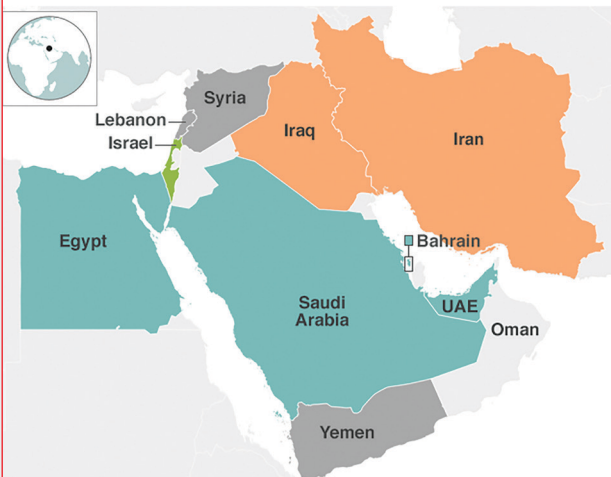 Syria
Lebanon
Israel
Iraq
Iran
Egypt
Bahrain
Saudi
Arabia
UAE
Oman
Yemen